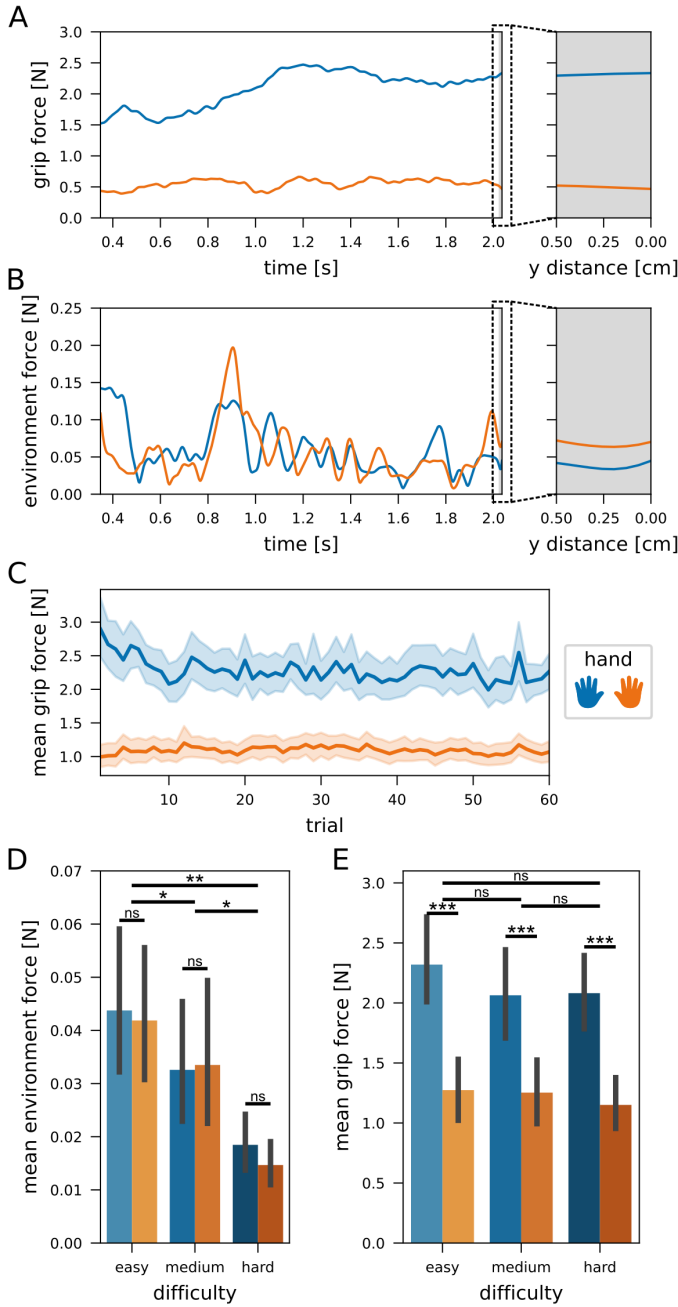 A
grip force [N]
3.0
2.5
2.0
1.5
1.0
0.5
0.0
0.4 0.6 0.8 1.0 1.2 1.4 1.6 1.8 2.0 0.50 0.25 0.00
time [s] y distance [cm]
B
environment force [N]
0.25
0.20
0.15
0.10
0.05
0.00
0.4 0.6 0.8 1.0 1.2 1.4 1.6 1.8 2.0 0.50 0.25 0.00
time [s] y distance [cm]
C
mean grip force [N]
3.0
2.5
2.0
1.5
1.0
10 20 30 40 50 60
trial
hand
D
mean environment force [N]
0.07
0.06
0.05
0.04
0.03
0.02
0.01
0.00
**
*
*
ns
ns
ns
easy medium hard
difficulty
E
mean grip force [N]
3.0
2.5
2.0
1.5
1.0
0.5
0.0
ns
ns
ns
***
***
***
easy medium hard
difficulty